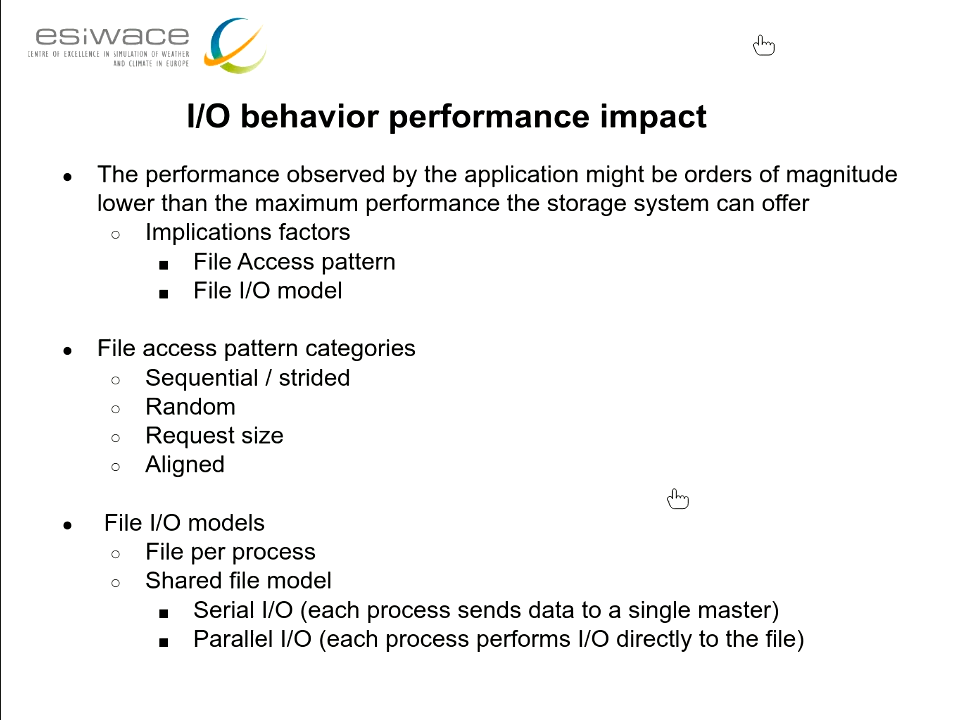 esiwace
CENTRE OF EXCELLENCE IN SIMULATION OF WEATHER
AND CLIMATE IN EUROPE
I/O behavior performance impact
● The performance observed by the application might be orders of magnitude
lower than the maximum performance the storage system can offer
○ Implications factors
■ File Access pattern
■ File I/O model
● File access pattern categories
○ Sequential / strided
○ Random
○ Request size
○ Aligned
● File I/O models
○ File per process
○ Shared file model
■ Serial I/O (each process sends data to a single master)
■ Parallel I/O (each process performs I/O directly to the file)